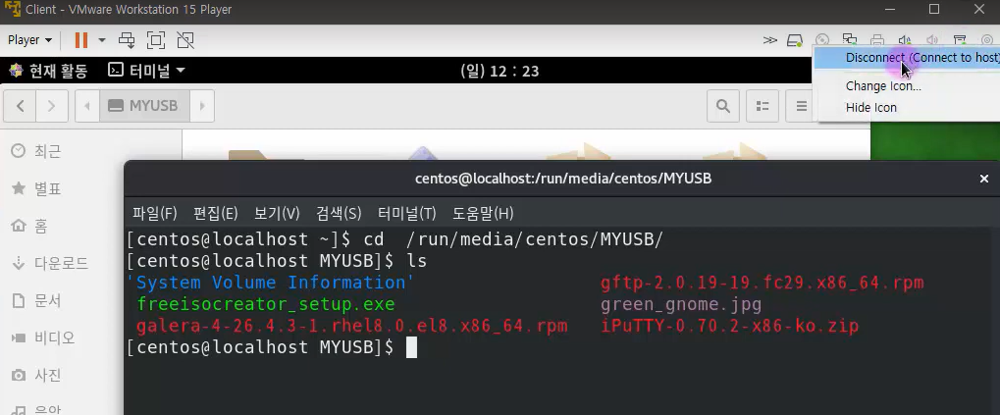 Client - VMware Workstation 15 Player
Player
Disconnect (Connect to host)
Change Icon...
Hide Icon
현재 활동 터미널 (일) 12 : 23
MYUSB
최근
별표
홈
다운로드
문서
비디오
사진
음악
centos@localhost:/run/media/centos/MYUSB
파일(F) 편집(E) 보기(V) 검색(S) 터미널(T) 도움말(H)
[centos@localhost ~]$ cd  /run/media/centos/MYUSB/
[centos@localhost MYUSB]$ ls
'System Volume Information' gftp-2.0.19-19.fc29.x86_64.rpm
freeisocreator_setup.exe green_gnome.jpg
galera-4-26.4.3-1.rhel8.0.el8.x86_64.rpm iPuTTY-0.70.2-x86-ko.zip
[centos@localhost MYUSB]$